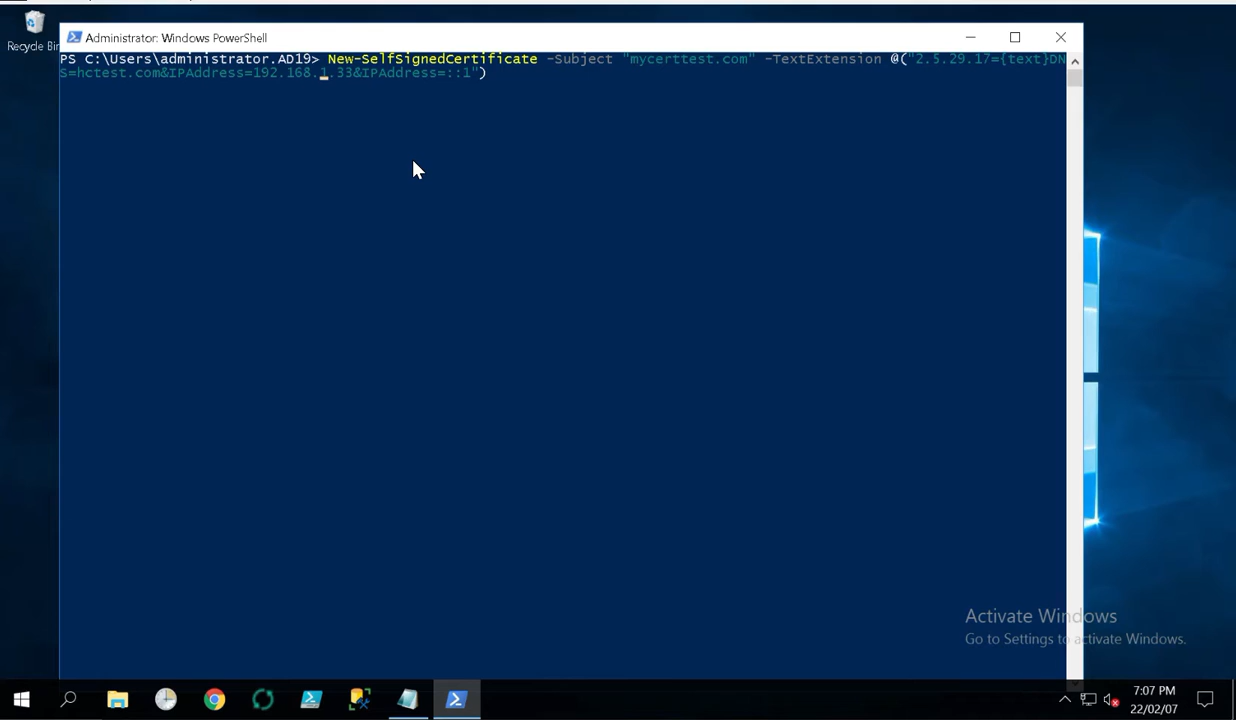 Recycle Bin
Administrator: Windows PowerShell
PS C:\Users\administrator.AD19> New-SelfSignedCertificate -Subject "mycerttest.com" -TextExtension @("2.5.29.17={text}DN
S=hctest.com&IPAddress=192.168.1.33&IPAddress=::1")
Activate Windows
Go to Settings to activate Windows.
7:07 PM
22/02/07